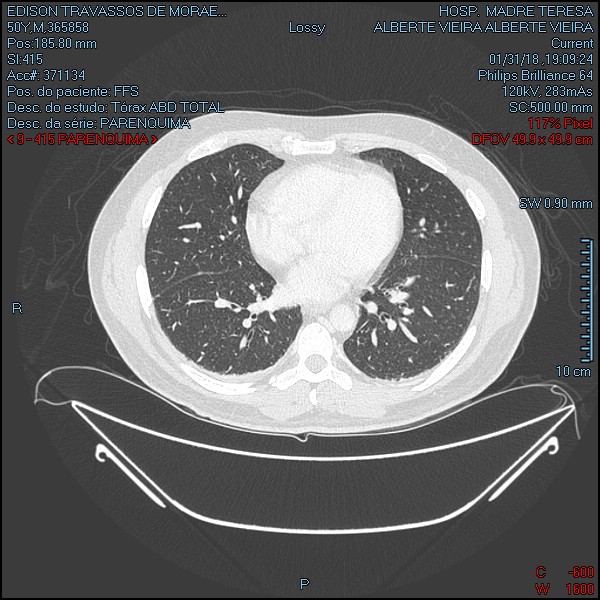 EDISON TRAVASSOS DE MORAE...
50Y,M,365858
Pos:185.80 mm
Sl:415
Acc#: 371134
Pos. do paciente: FFS
Desc. do estudo: Tórax ABD TOTAL
Desc. da série: PARENQUIMA
< 9 - 415 PARENQUIMA >
Lossy
HOSP. MADRE TERESA
ALBERTE VIEIRA ALBERTE VIEIRA
Current
01/31/18 ,19:09:24
Philips Brilliance 64
120kV, 283mAs
SC:500.00 mm
117% Pixel
DFOV 49.9 x 49.9 cm
SW 0.90 mm
R
10 cm
P
C -600
W 1600